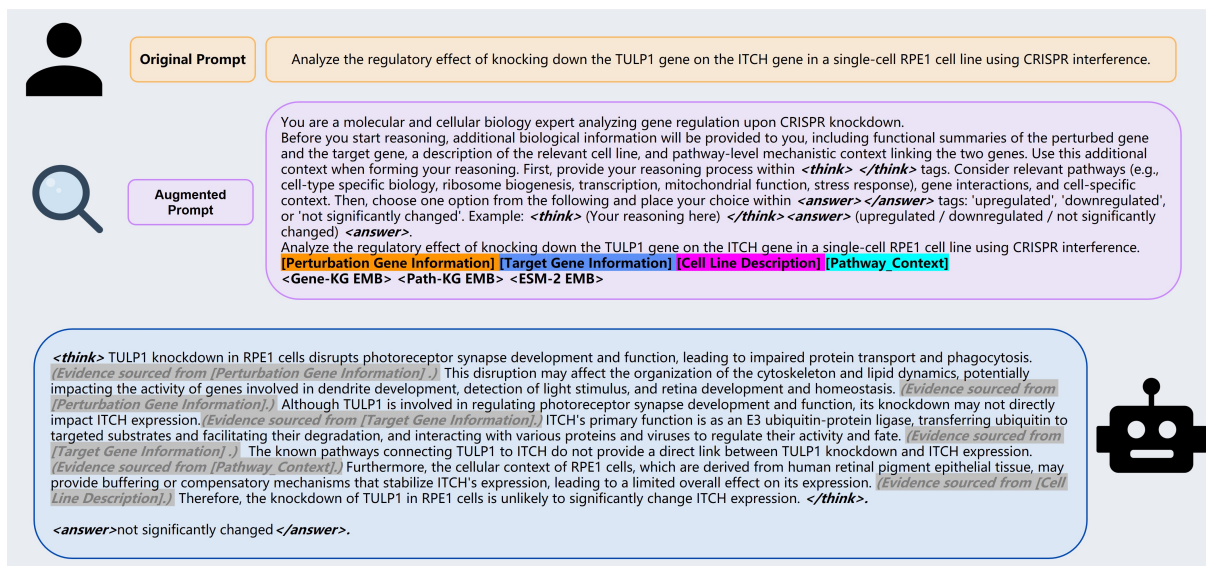 Original Prompt
Analyze the regulatory effect of knocking down the TULP1 gene on the ITCH gene in a single-cell RPE1 cell line using CRISPR interference.
Augmented
Prompt
You are a molecular and cellular biology expert analyzing gene regulation upon CRISPR knockdown.
Before you start reasoning, additional biological information will be provided to you, including functional summaries of the perturbed gene
and the target gene, a description of the relevant cell line, and pathway-level mechanistic context linking the two genes. Use this additional
context when forming your reasoning. First, provide your reasoning process within <think> </think> tags. Consider relevant pathways (e.g.,
cell-type specific biology, ribosome biogenesis, transcription, mitochondrial function, stress response), gene interactions, and cell-specific
context. Then, choose one option from the following and place your choice within <answer></answer> tags: 'upregulated', 'downregulated',
or 'not significantly changed'. Example: <think> (Your reasoning here) </think><answer> (upregulated / downregulated / not significantly
changed) <answer>.
Analyze the regulatory effect of knocking down the TULP1 gene on the ITCH gene in a single-cell RPE1 cell line using CRISPR interference.
[Perturbation Gene Information] [Target Gene Information] [Cell Line Description] [Pathway_Context]
<Gene-KG EMB> <Path-KG EMB> <ESM-2 EMB>
<think> TULP1 knockdown in RPE1 cells disrupts photoreceptor synapse development and function, leading to impaired protein transport and phagocytosis.
(Evidence sourced from [Perturbation Gene Information] .) This disruption may affect the organization of the cytoskeleton and lipid dynamics, potentially
impacting the activity of genes involved in dendrite development, detection of light stimulus, and retina development and homeostasis. (Evidence sourced from
[Perturbation Gene Information].) Although TULP1 is involved in regulating photoreceptor synapse development and function, its knockdown may not directly
impact ITCH expression.(Evidence sourced from [Target Gene Information].) ITCH's primary function is as an E3 ubiquitin-protein ligase, transferring ubiquitin to
targeted substrates and facilitating their degradation, and interacting with various proteins and viruses to regulate their activity and fate. (Evidence sourced from
[Target Gene Information] .) The known pathways connecting TULP1 to ITCH do not provide a direct link between TULP1 knockdown and ITCH expression.
(Evidence sourced from [Pathway_Context].) Furthermore, the cellular context of RPE1 cells, which are derived from human retinal pigment epithelial tissue, may
provide buffering or compensatory mechanisms that stabilize ITCH's expression, leading to a limited overall effect on its expression. (Evidence sourced from [Cell
Line Description].) Therefore, the knockdown of TULP1 in RPE1 cells is unlikely to significantly change ITCH expression. </think>.
<answer>not significantly changed</answer>.